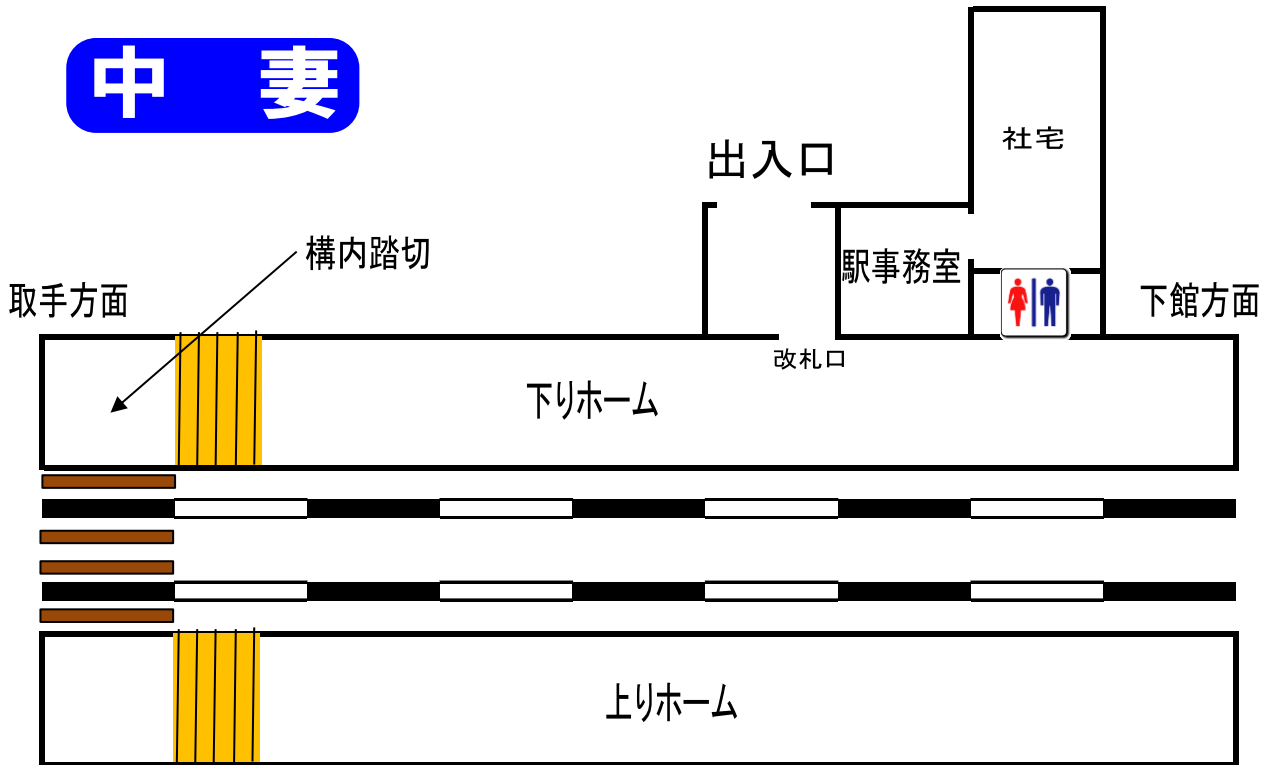 中　妻
社宅
出入口
構内踏切
駅事務室
取手方面
下館方面
改札口
下りホーム
上りホーム